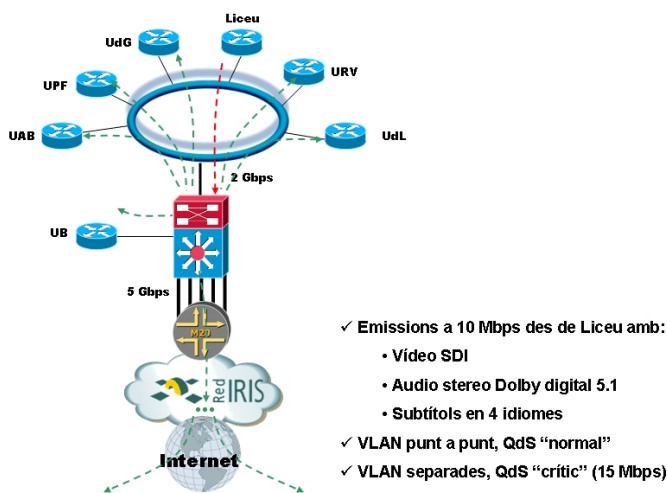 Liceu
UdG
URV
UPF
UAB
UdL
2 Gbps
UB
5 Gbps
M20
Red IRIS
Internet
✓ Emissions a 10 Mbps des de Liceu amb:
• Vídeo SDI
• Audio stereo Dolby digital 5.1
• Subtítols en 4 idiomes
✓ VLAN punt a punt, QdS “normal”
✓ VLAN separades, QdS “crític” (15 Mbps)